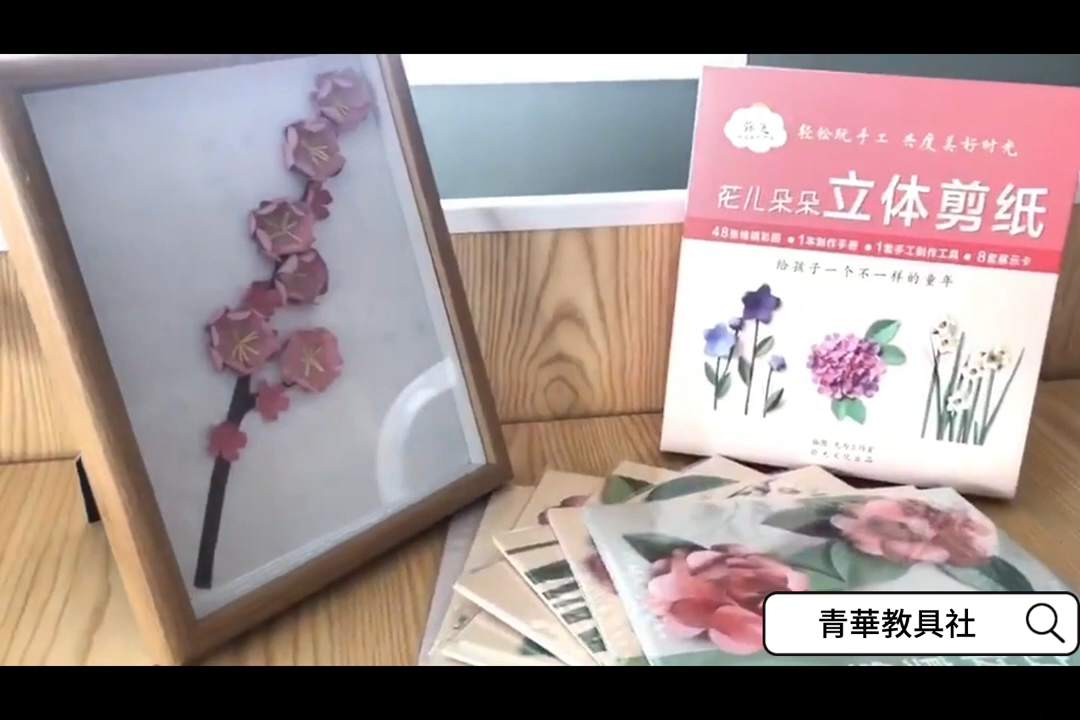 轻松玩手工 共度美好时光
花儿朵朵立体剪纸
48张精编彩图 ● 1本制作手册 ● 1套手工制作工具 ● 8套展示卡
给孩子一个不一样的童年
青華教具社